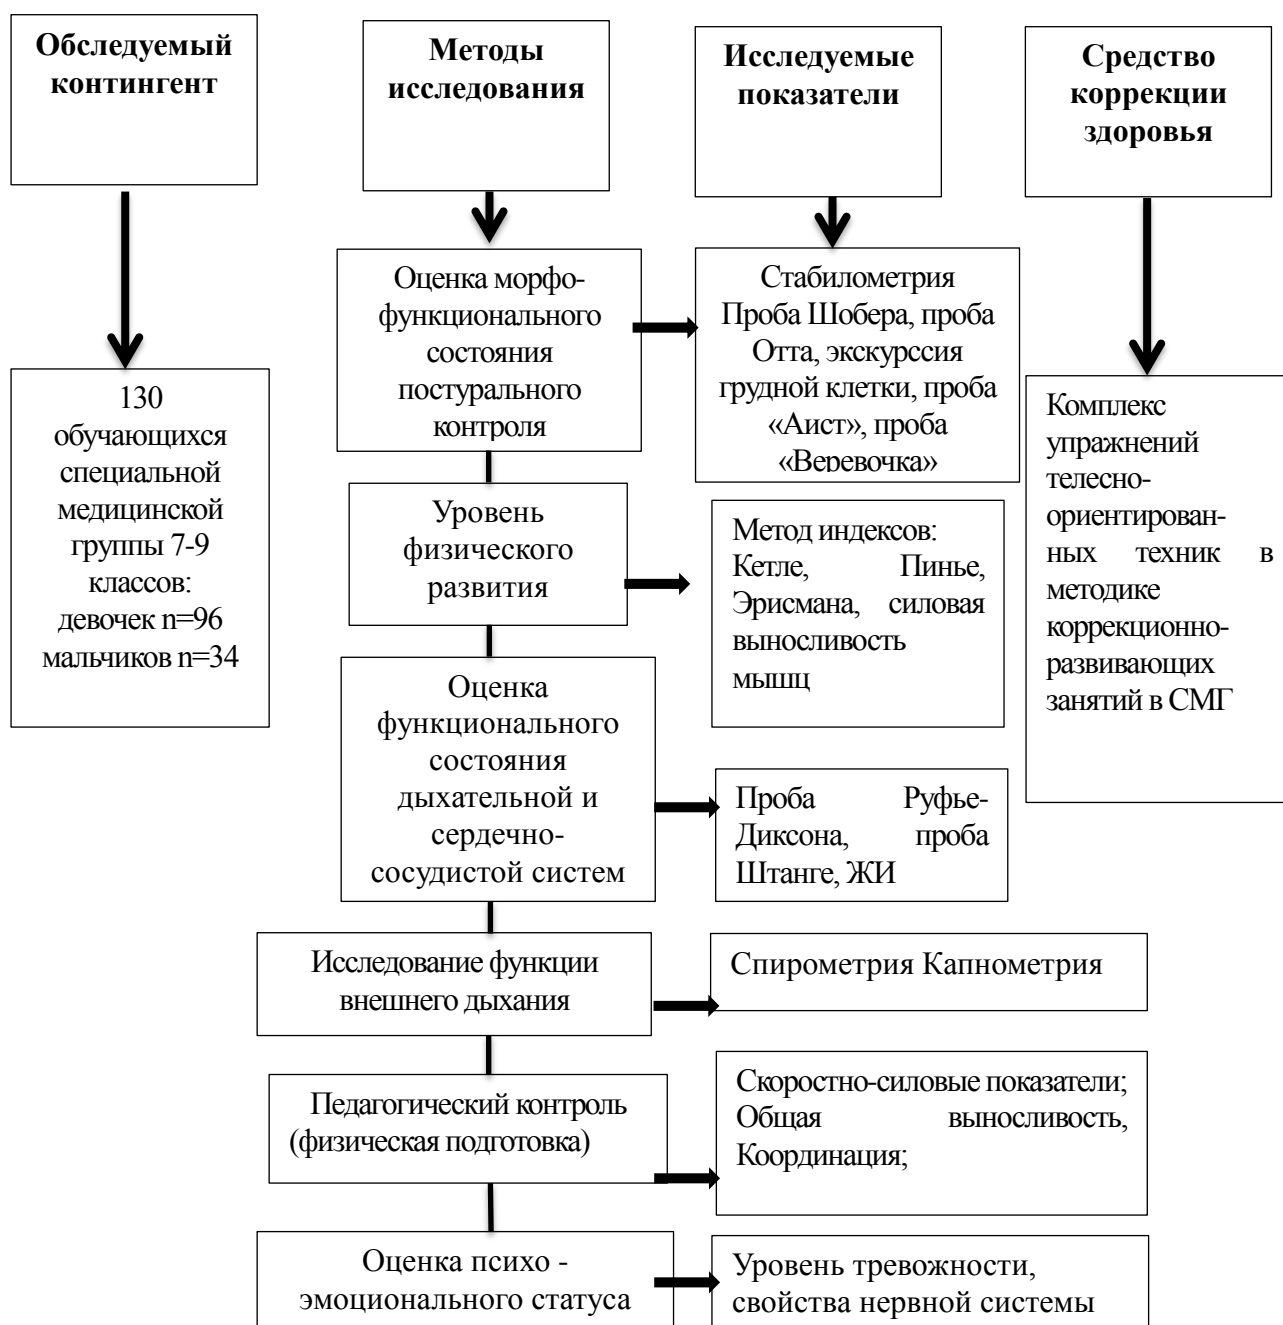 Обследуемый
контингент
Методы
исследования
Исследуемые
показатели
Средство
коррекции
здоровья
130
обучающихся
специальной
медицинской
группы 7-9
классов:
девочек n=96
мальчиков n=34
Оценка морфо-
функционального
состояния
постурального
контроля
Стабилометрия
Проба Шобера, проба
Отта, экскурссия
грудной клетки, проба
«Аист», проба
«Веревочка»
Комплекс
упражнений
телесно-
ориентирован-
ных техник в
методике
коррекционно-
развивающих
занятий в СМГ
Уровень
физического
развития
Метод индексов:
Кетле, Пинье,
Эрисмана, силовая
выносливость
мышц
Оценка
функционального
состояния
дыхательной и
сердечно-
сосудистой систем
Проба Руфье-
Диксона, проба
Штанге, ЖИ
Исследование функции
внешнего дыхания
Спирометрия Капнометрия
Педагогический контроль
(физическая подготовка)
Скоростно-силовые показатели;
Общая выносливость,
Координация;
Оценка психо -
эмоционального статуса
Уровень тревожности,
свойства нервной системы